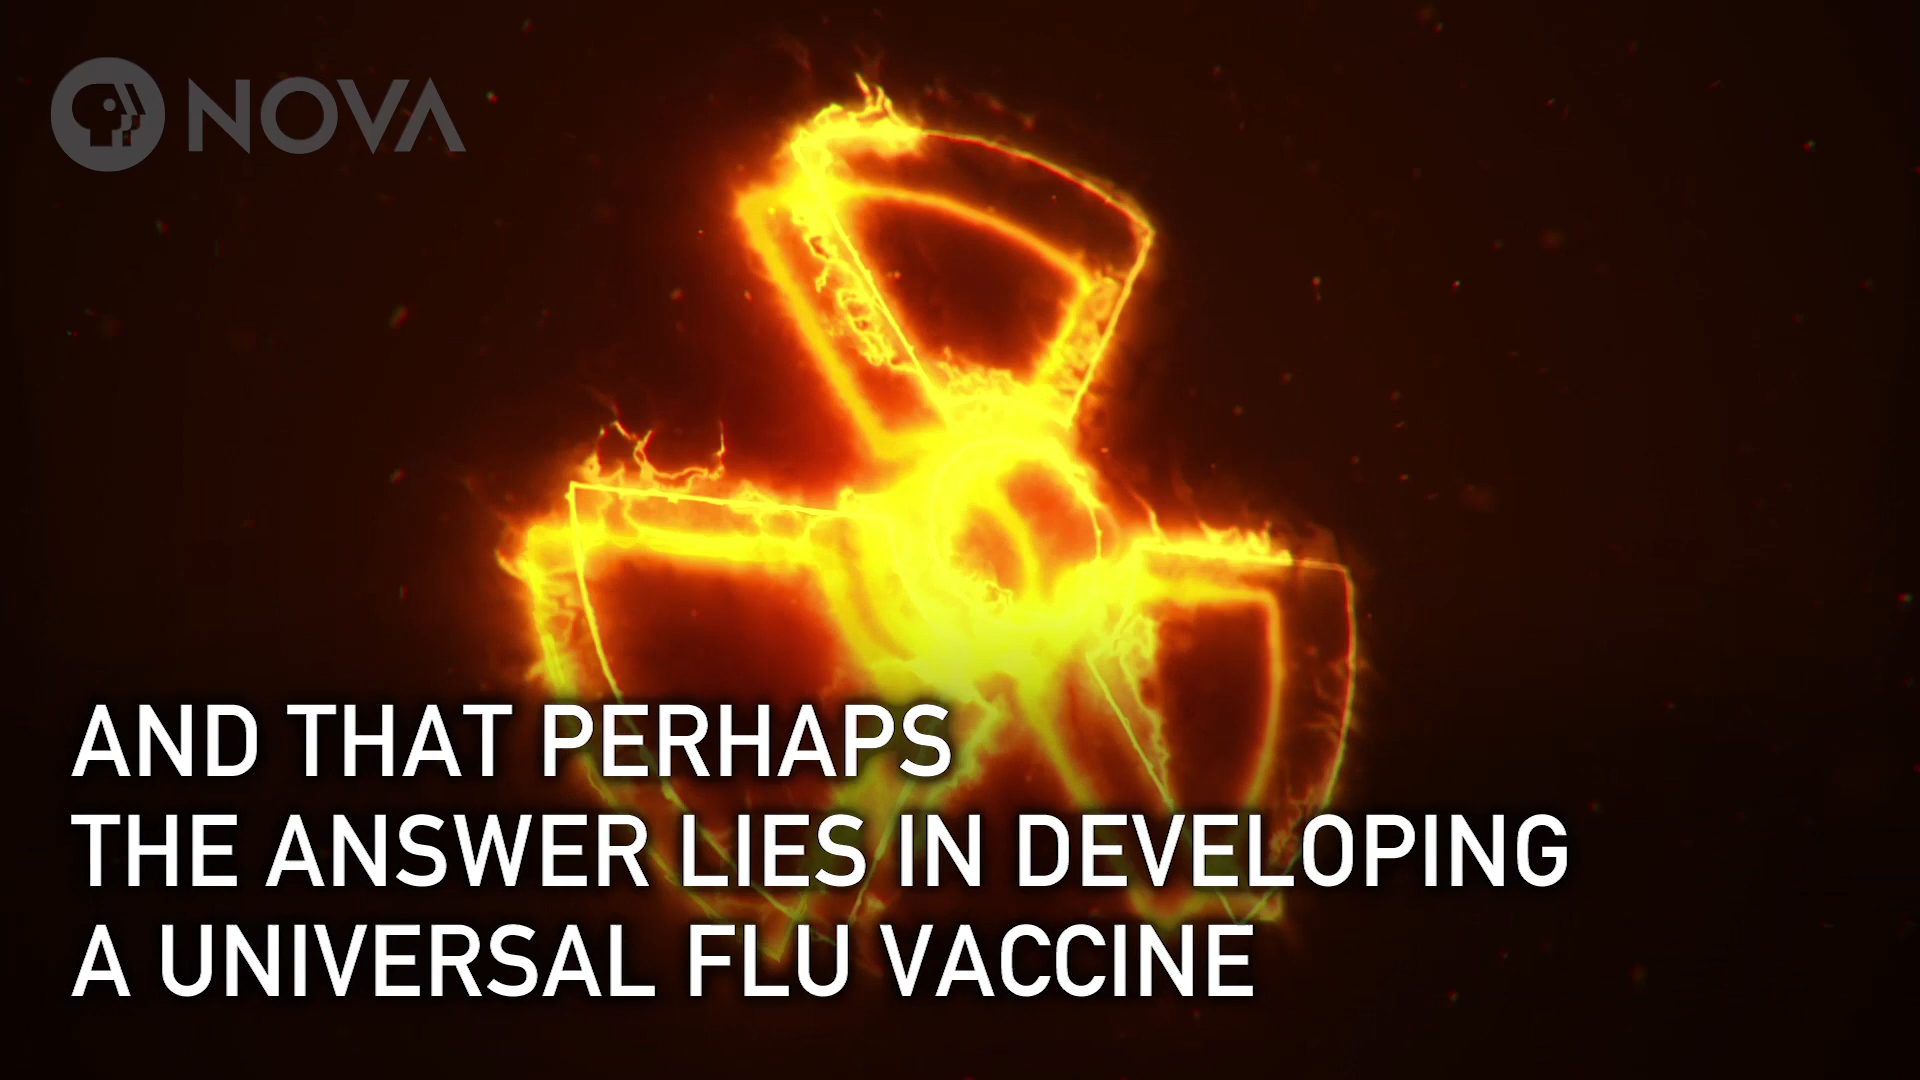 NOVA
AND THAT PERHAPS
THE ANSWER LIES IN DEVELOPING
A UNIVERSAL FLU VACCINE